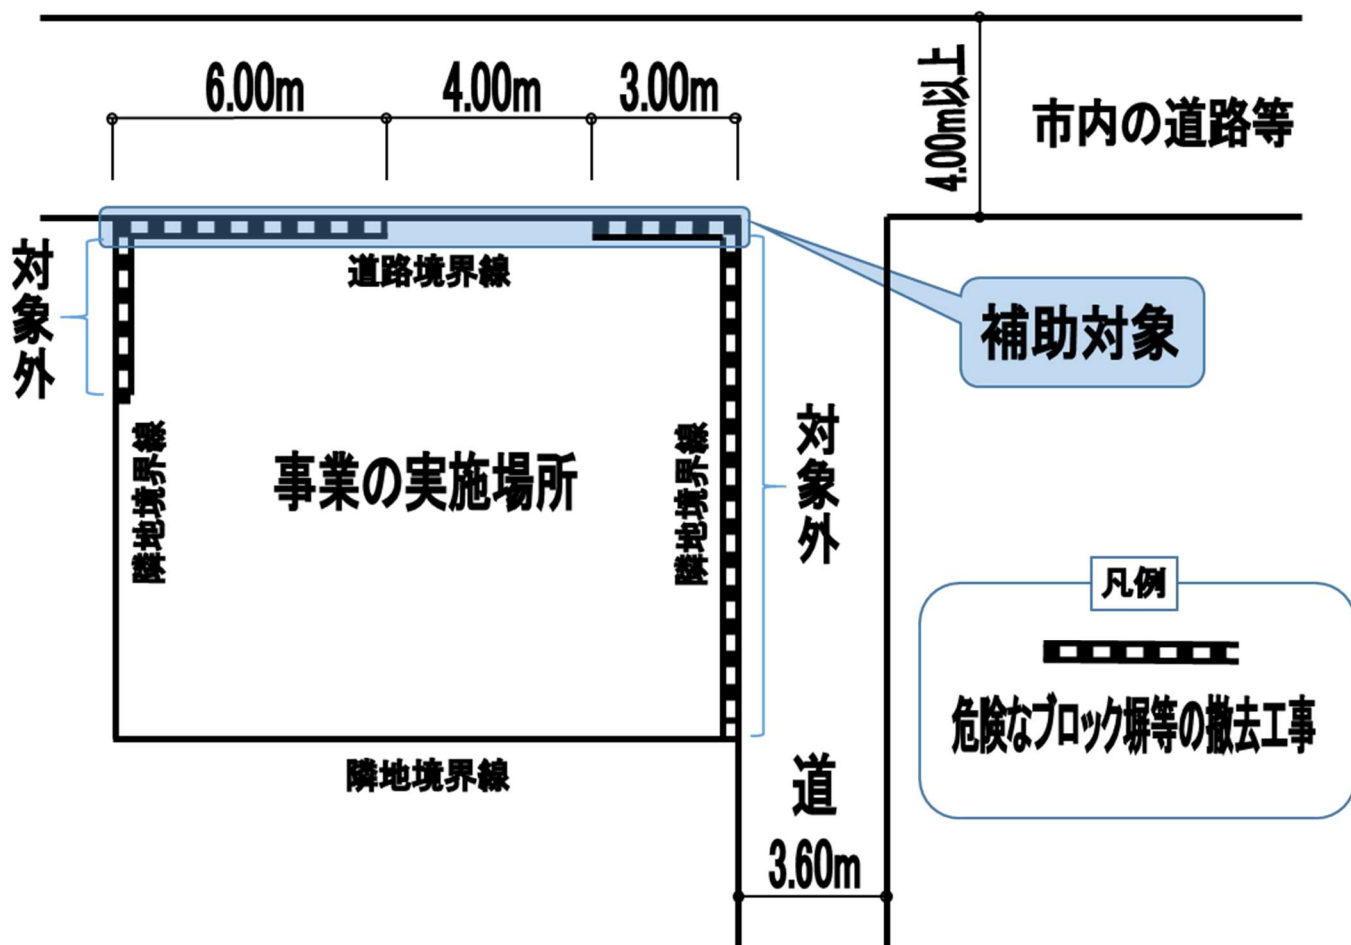 6.00m
4.00m
3.00m
4.00m以上
市内の道路等
対象外
道路境界線
補助対象
隣地境界線
事業の実施場所
隣地境界線
対象外
凡例
危険なブロック塀等の撤去工事
隣地境界線
道
3.60m